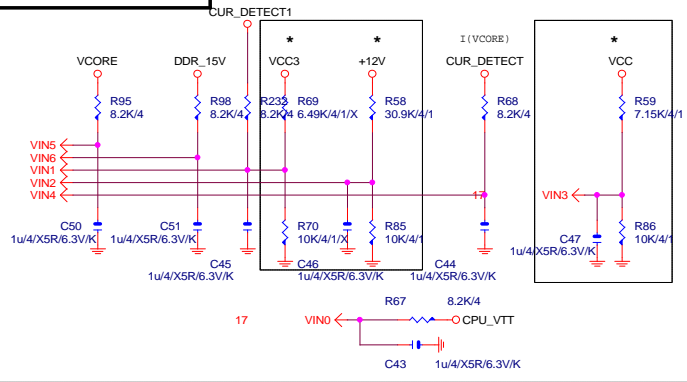 CUR_DETECT1
* * I(VCORE) *
VCORE DDR_15V VCC3 +12V CUR_DETECT VCC
R95 R98 R232 R69 R58 R68 R59
8.2K/4 8.2K/4 8.2K/4 6.49K/4/1/X 30.9K/4/1 8.2K/4 7.15K/4/1
VIN5
VIN6
VIN1
VIN2
VIN4 17 VIN3
C50 C51 R70 R85 R86
1u/4/X5R/6.3V/K 1u/4/X5R/6.3V/K 10K/4/1/X 10K/4/1 C47 10K/4/1
1u/4/X5R/6.3V/K
C45 C46 C44
1u/4/X5R/6.3V/K 1u/4/X5R/6.3V/K 1u/4/X5R/6.3V/K
R67 8.2K/4
17 VIN0 CPU_VTT
C43 1u/4/X5R/6.3V/K